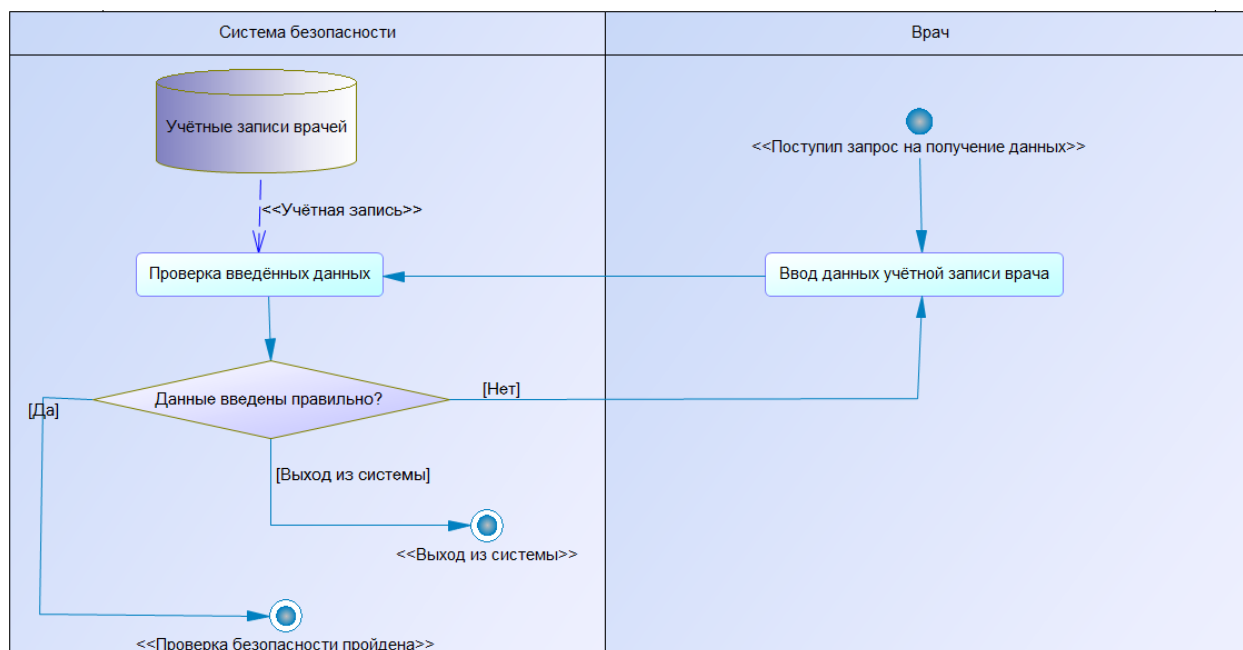 Система безопасности
Врач
Учётные записи врачей
<<Поступил запрос на получение данных>>
<<Учётная запись>>
Проверка введённых данных
Ввод данных учётной записи врача
[Нет]
Данные введены правильно?
[Да]
[Выход из системы]
<<Выход из системы>>
<<Проверка безопасности пройдена>>